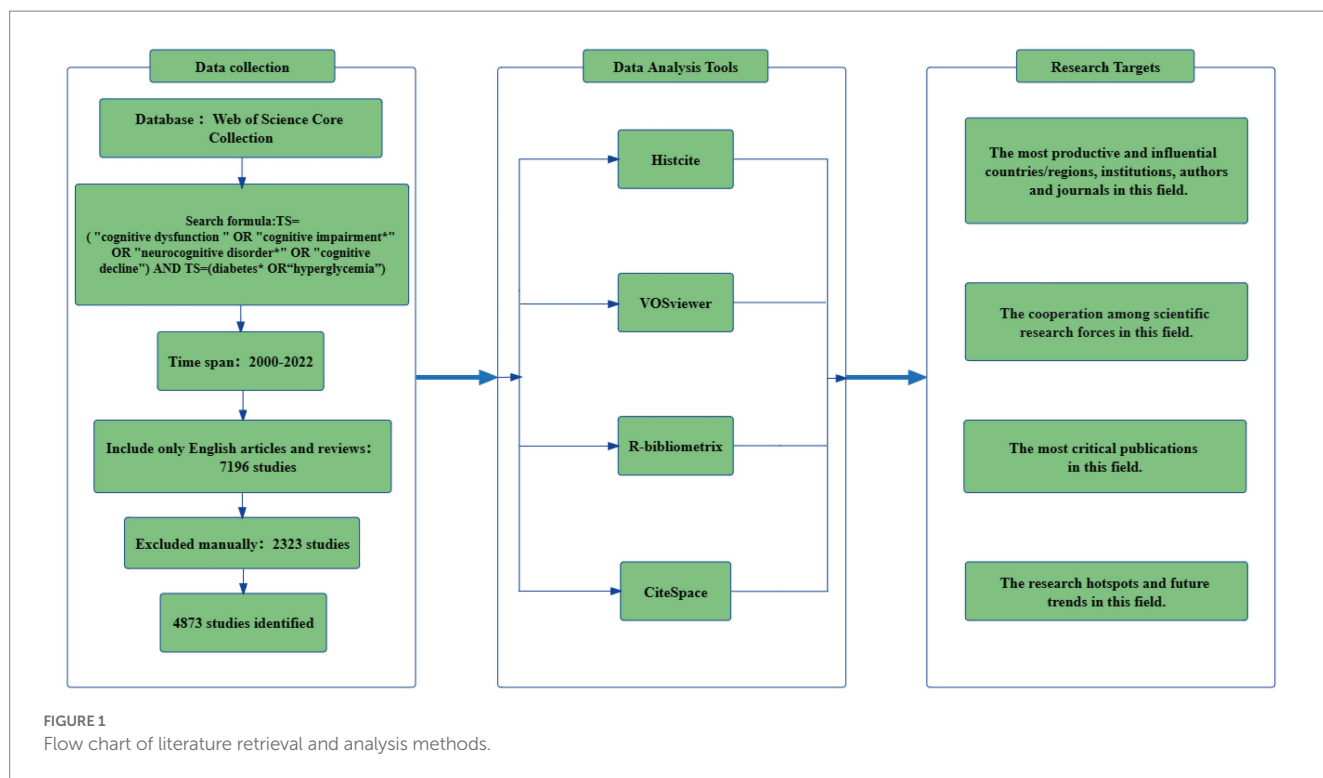 Data collection
Database： Web of Science Core
Collection
Search formula:TS=
( "cognitive dysfunction " OR "cognitive impairment*"
OR "neurocognitive disorder*" OR "cognitive
decline") AND TS=(diabetes* OR“hyperglycemia”)
Time span：2000-2022
Include only English articles and reviews：
7196 studies
Excluded manually：2323 studies
4873 studies identified
Data Analysis Tools
Histcite
VOSviewer
R-bibliometrix
CiteSpace
Research Targets
The most productive and influential
countries/regions, institutions, authors
and journals in this field.
The cooperation among scientific
research forces in this field.
The most critical publications
in this field.
The research hotspots and future
trends in this field.
FIGURE 1
Flow chart of literature retrieval and analysis methods.